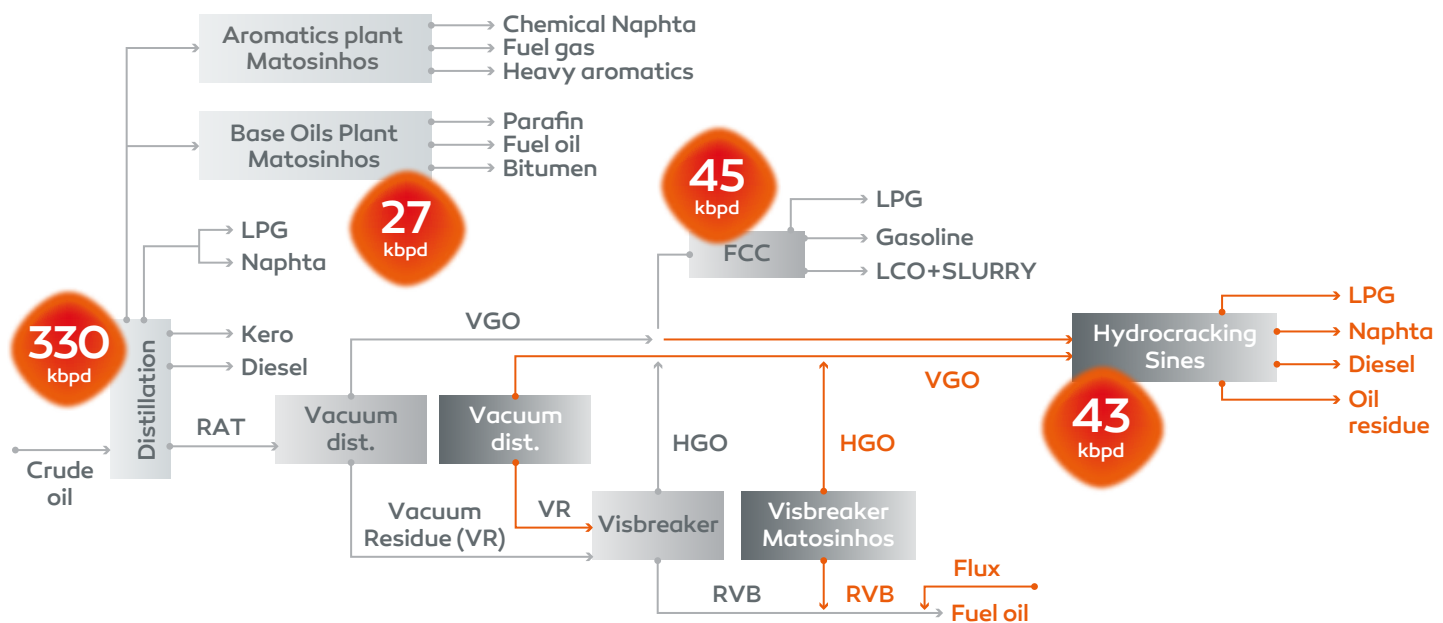 Aromatics plant
Matosinhos
Chemical Naphta
Fuel gas
Heavy aromatics
Base Oils Plant
Matosinhos
Parafin
Fuel oil
Bitumen
27
kbpd
45
kbpd
FCC
LPG
Gasoline
LCO+SLURRY
LPG
Naphta
330
kbpd
Distillation
Kero
Diesel
RAT
Crude
oil
VGO
Vacuum
dist.
Vacuum
dist.
VGO
Hydrocracking
Sines
43
kbpd
LPG
Naphta
Diesel
Oil
residue
HGO
HGO
Vacuum
Residue (VR)
VR
Visbreaker
Visbreaker
Matosinhos
RVB
RVB
Flux
Fuel oil